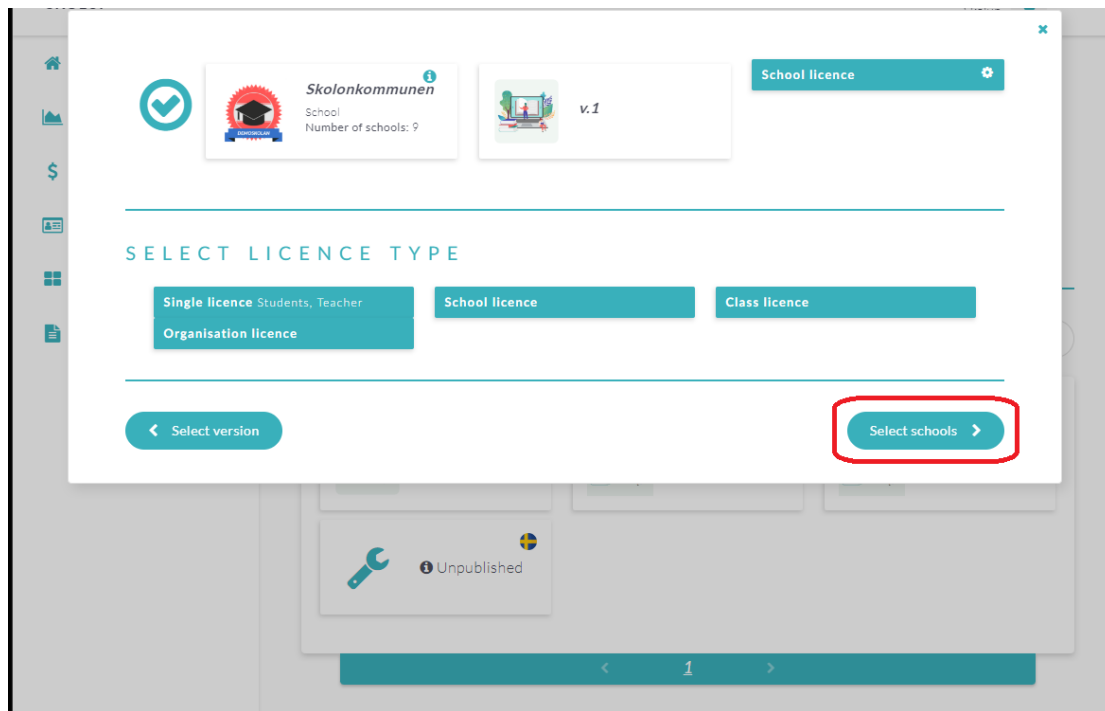 Skolonkommunen
School
Number of schools: 9
DEMOSKOLAN
v.1
School licence
SELECT LICENCE TYPE
Single licence Students, Teacher
School licence
Class licence
Organisation licence
Select version
Select schools
Unpublished
1